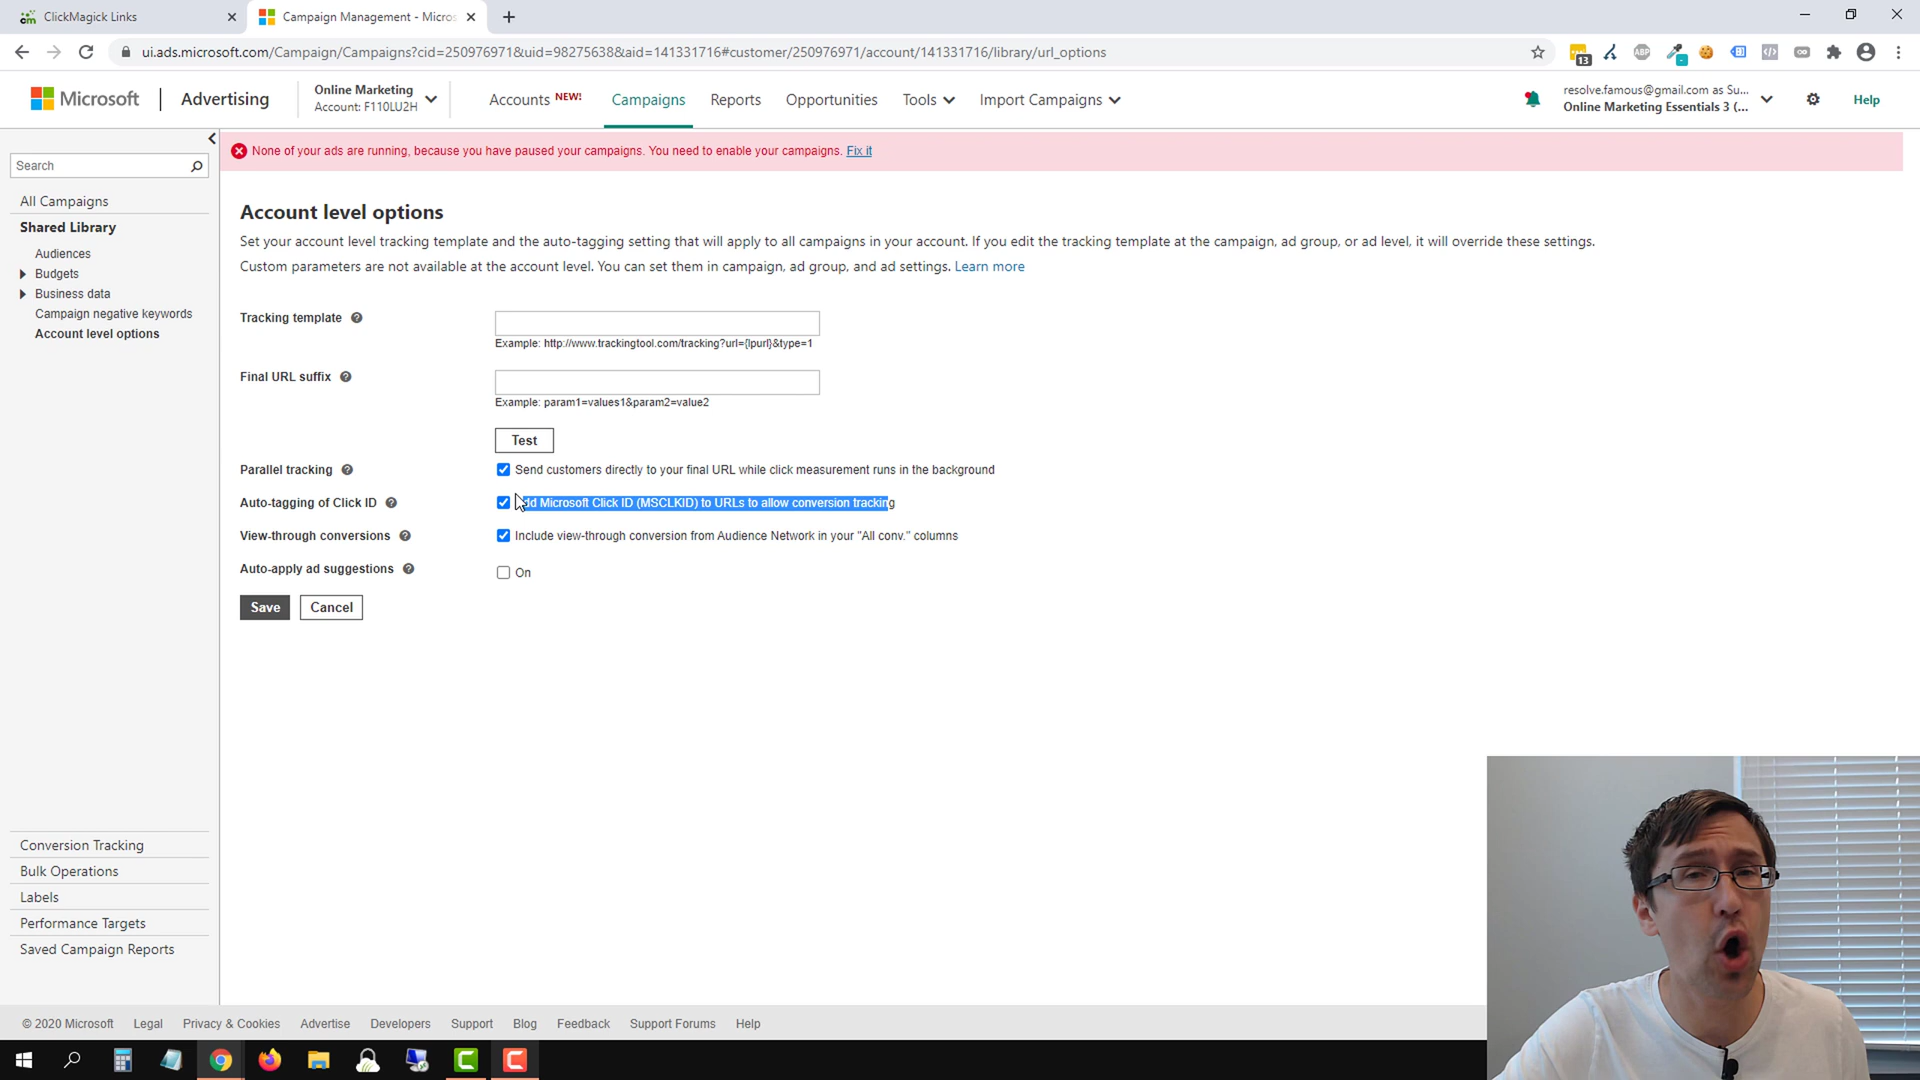 ClickMagick Links
Campaign Management - Micros
ui.ads.microsoft.com/Campaign/Campaigns?cid=250976971&uid=98275638&aid=141331716#customer/250976971/account/141331716/library/url_options
13
ABP
Microsoft
Advertising
Online Marketing
Account: F110LU2H
Accounts NEW!
Campaigns
Reports
Opportunities
Tools
Import Campaigns
resolve.famous@gmail.com as Su...
Online Marketing Essentials 3 (...
Help
Search
None of your ads are running, because you have paused your campaigns. You need to enable your campaigns. Fix it
All Campaigns
Shared Library
Audiences
Budgets
Business data
Campaign negative keywords
Account level options
Account level options
Set your account level tracking template and the auto-tagging setting that will apply to all campaigns in your account. If you edit the tracking template at the campaign, ad group, or ad level, it will override these settings.
Custom parameters are not available at the account level. You can set them in campaign, ad group, and ad settings. Learn more
Tracking template
Example: http://www.trackingtool.com/tracking?url={lpurl}&type=1
Final URL suffix
Example: param1=values1&param2=value2
Test
Parallel tracking
Send customers directly to your final URL while click measurement runs in the background
Auto-tagging of Click ID
dd Microsoft Click ID (MSCLKID) to URLs to allow conversion tracking
View-through conversions
Include view-through conversion from Audience Network in your "All conv." columns
Auto-apply ad suggestions
On
Save
Cancel
Conversion Tracking
Bulk Operations
Labels
Performance Targets
Saved Campaign Reports
© 2020 Microsoft
Legal
Privacy & Cookies
Advertise
Developers
Support
Blog
Feedback
Support Forums
Help